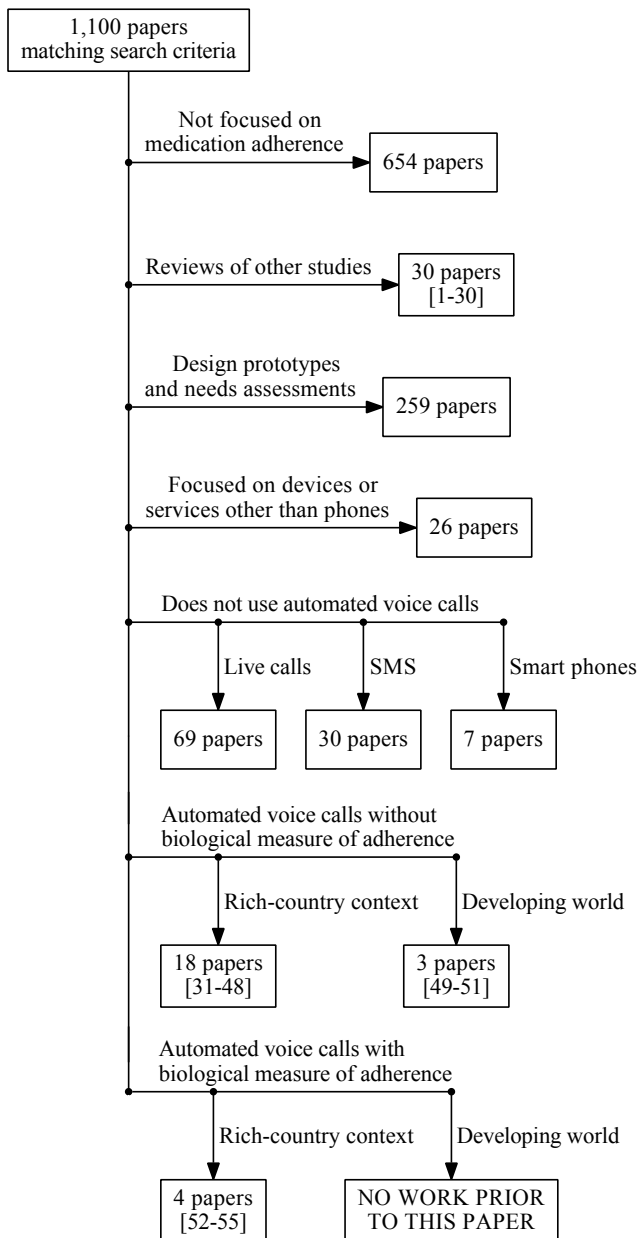 1,100 papers
matching search criteria
Not focused on
medication adherence
654 papers
Reviews of other studies
30 papers
[1-30]
Design prototypes
and needs assessments
259 papers
Focused on devices or
services other than phones
26 papers
Does not use automated voice calls
Live calls
SMS
Smart phones
69 papers
30 papers
7 papers
Automated voice calls without
biological measure of adherence
Rich-country context
Developing world
18 papers
[31-48]
3 papers
[49-51]
Automated voice calls with
biological measure of adherence
Rich-country context
Developing world
4 papers
[52-55]
NO WORK PRIOR
TO THIS PAPER